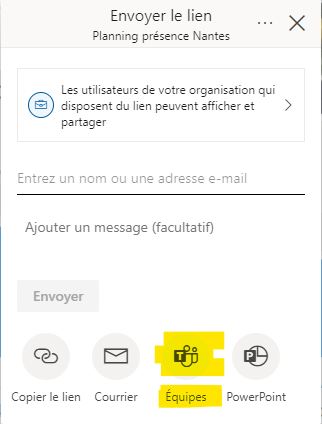 Envoyer le lien
Planning présence Nantes
Les utilisateurs de votre organisation qui
disposent du lien peuvent afficher et
partager
Entrez un nom ou une adresse e-mail
Ajouter un message (facultatif)
Envoyer
Copier le lien
Courrier
Équipes
PowerPoint